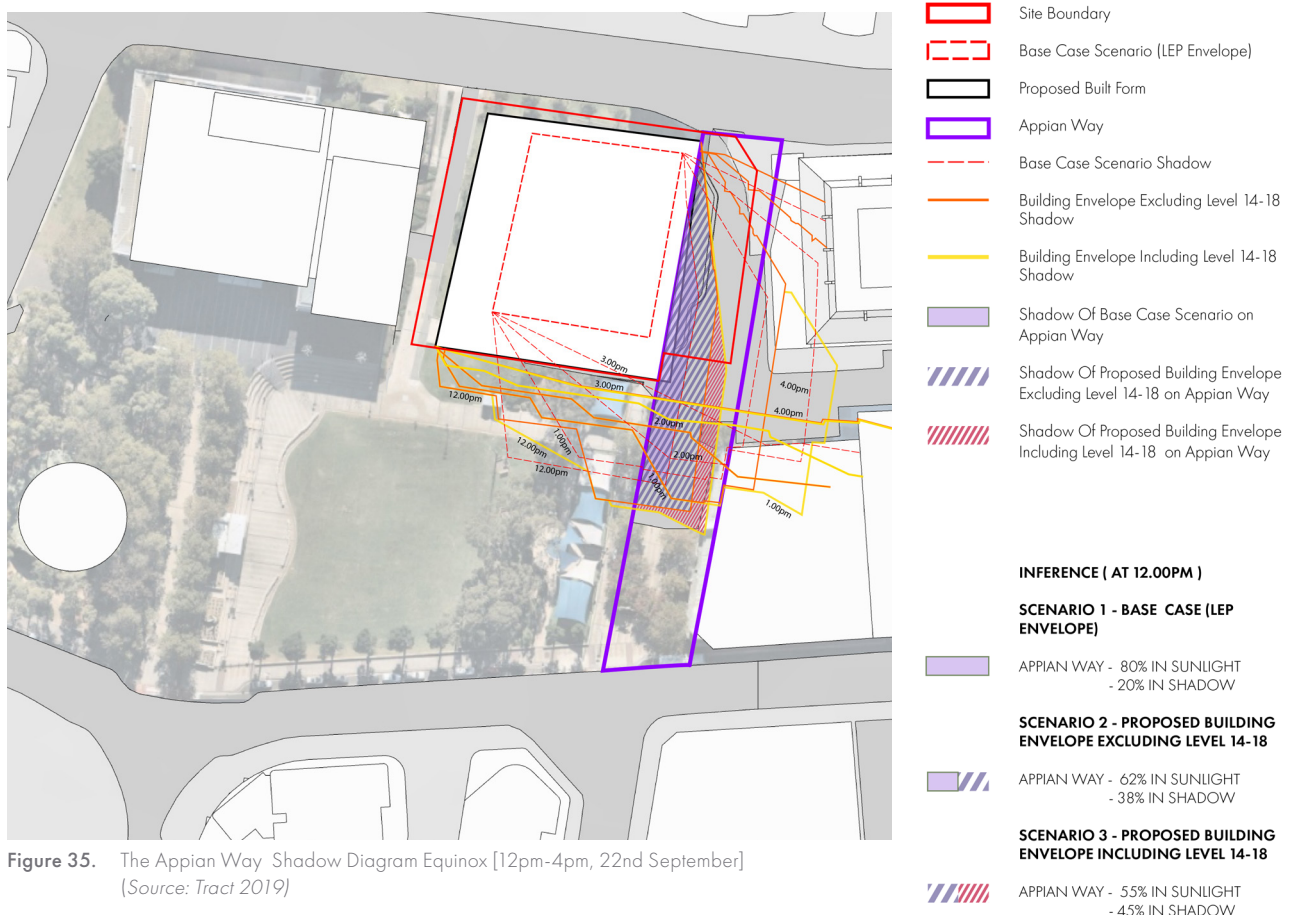 Site Boundary
Base Case Scenario (LEP Envelope)
Proposed Built Form
Appian Way
Base Case Scenario Shadow
Building Envelope Excluding Level 14-18
Shadow
Building Envelope Including Level 14-18
Shadow
Shadow Of Base Case Scenario on
Appian Way
Shadow Of Proposed Building Envelope
Excluding Level 14-18 on Appian Way
Shadow Of Proposed Building Envelope
Including Level 14-18 on Appian Way
3.00pm
3.00pm
12.00pm
4.00pm
4.00pm
2.00pm
1.00pm
12.00pm
2.00pm
12.00pm
1.00pm
1.00pm
INFERENCE ( AT 12.00PM )
SCENARIO 1 - BASE CASE (LEP
ENVELOPE)
APPIAN WAY - 80% IN SUNLIGHT
- 20% IN SHADOW
SCENARIO 2 - PROPOSED BUILDING
ENVELOPE EXCLUDING LEVEL 14-18
APPIAN WAY - 62% IN SUNLIGHT
- 38% IN SHADOW
SCENARIO 3 - PROPOSED BUILDING
ENVELOPE INCLUDING LEVEL 14-18
APPIAN WAY - 55% IN SUNLIGHT
- 45% IN SHADOW
Figure 35. The Appian Way Shadow Diagram Equinox [12pm-4pm, 22nd September]
(Source: Tract 2019)